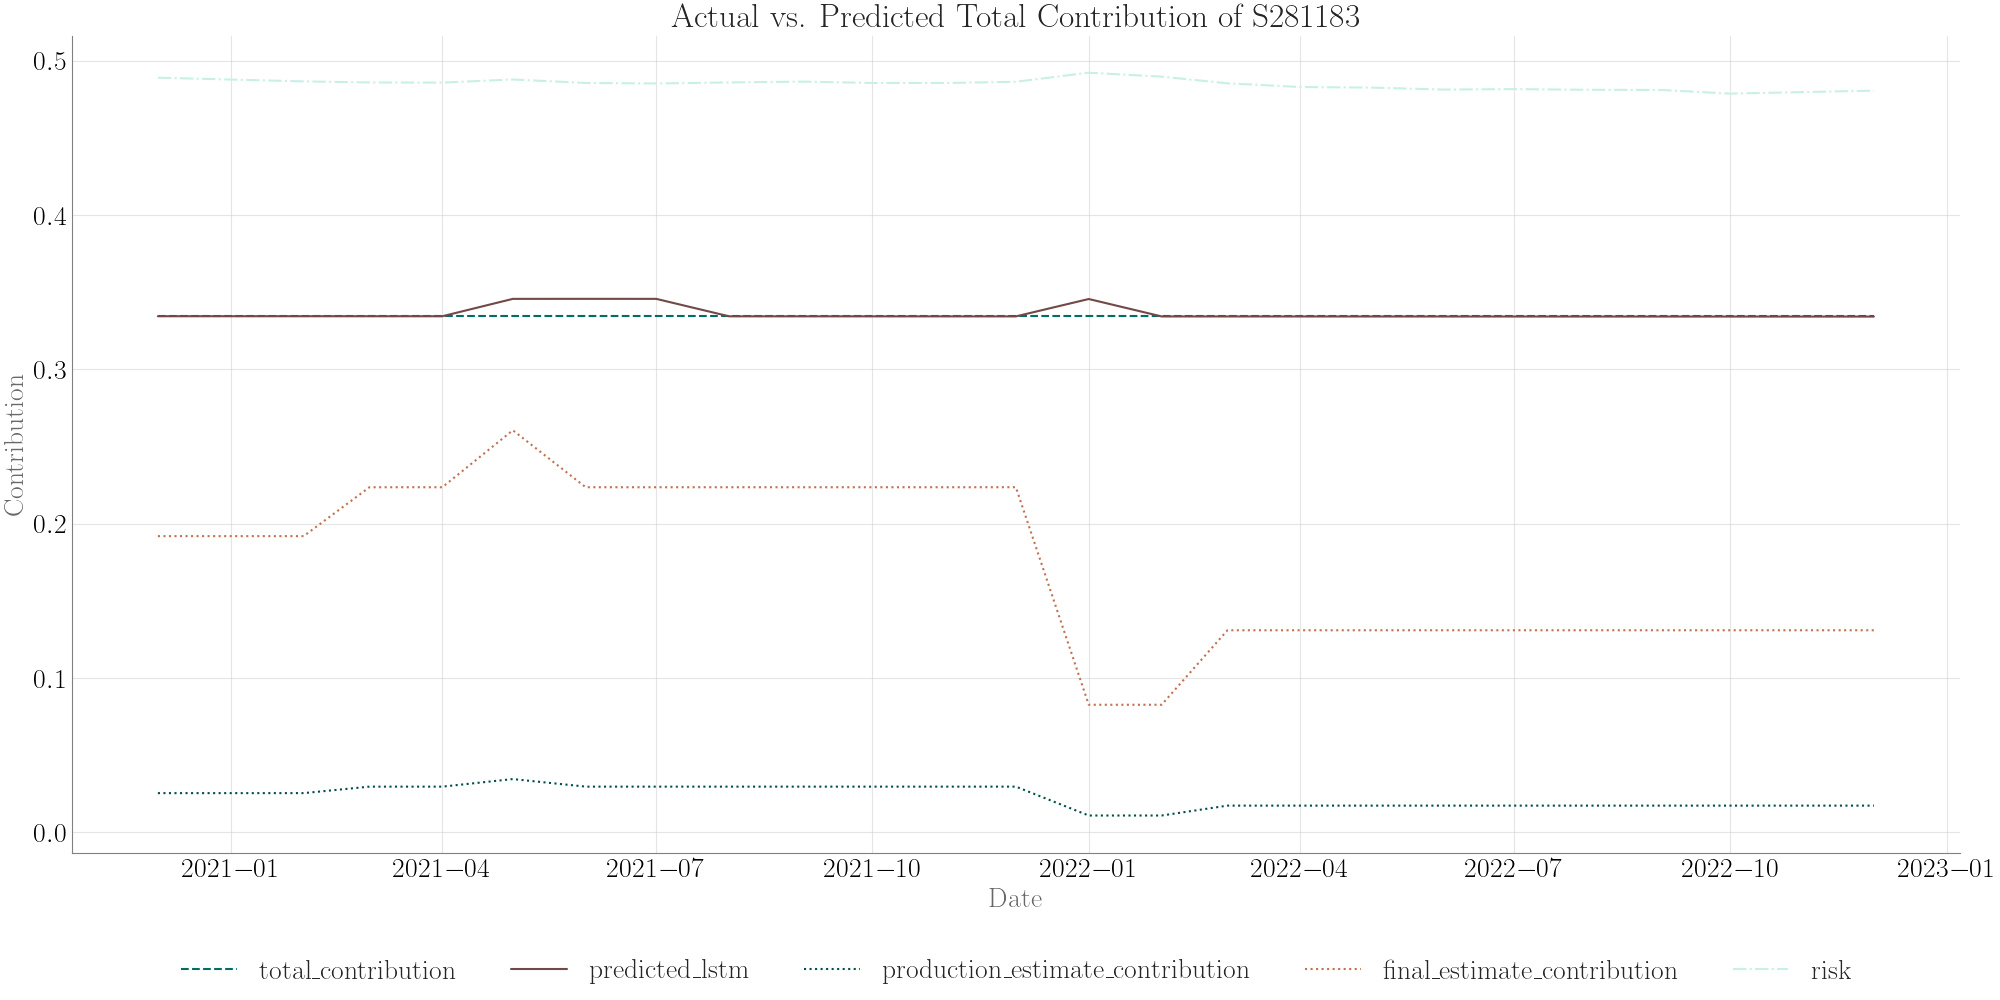 Actual vs. Predicted Total Contribution of S281183
0.5
0.4
0.3
0.2
0.1
0.0
Contribution
2021−01 2021−04 2021−07 2021−10 2022−01 2022−04 2022−07 2022−10 2023−01
Date
total_contribution predicted_lstm production_estimate_contribution final_estimate_contribution risk